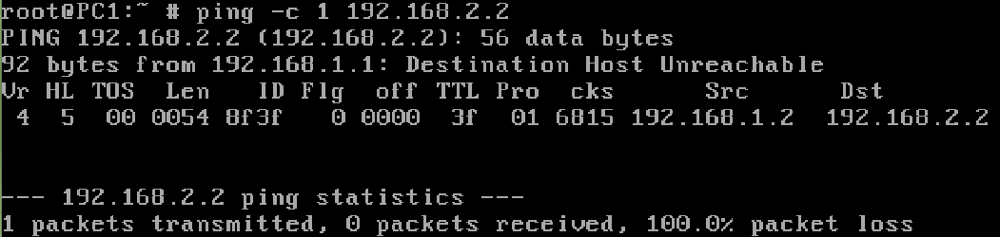 root@PC1:~ # ping -c 1 192.168.2.2
PING 192.168.2.2 (192.168.2.2): 56 data bytes
92 bytes from 192.168.1.1: Destination Host Unreachable
Vr HL TOS  Len   ID Flg  off TTL Pro  cks      Src      Dst
 4  5  00 0054 8f3f   0 0000  3f  01 6815 192.168.1.2  192.168.2.2
--- 192.168.2.2 ping statistics ---
1 packets transmitted, 0 packets received, 100.0% packet loss